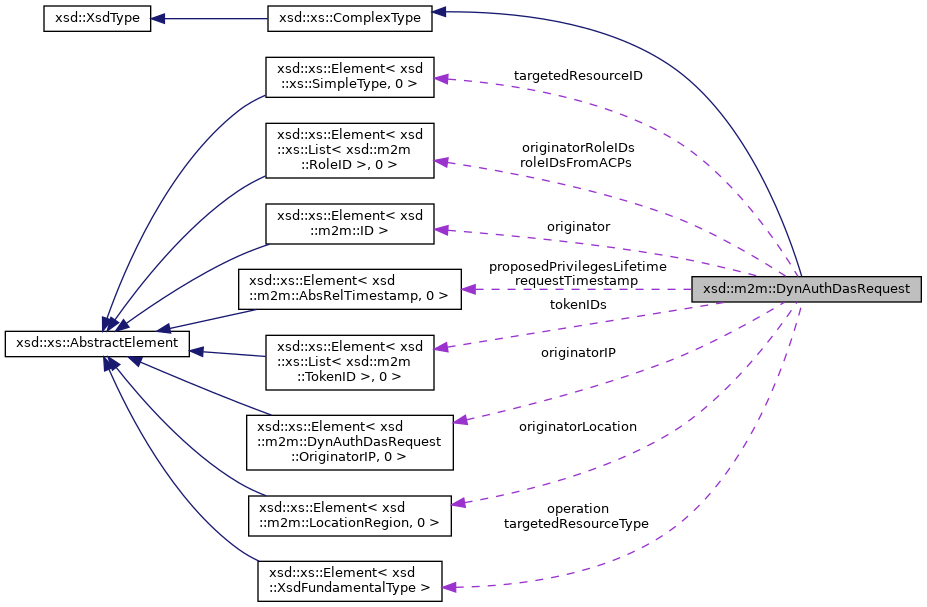 xsd::XsdType
xsd::xs::ComplexType
xsd::xs::Element< xsd
::xs::SimpleType, 0 >
targetedResourceID
xsd::xs::Element< xsd
::xs::List< xsd::m2m
::RoleID >, 0 >
originatorRoleIDs
roleIDsFromACPs
xsd::xs::Element< xsd
::m2m::ID >
originator
xsd::xs::Element< xsd
::m2m::AbsRelTimestamp, 0 >
proposedPrivilegesLifetime
requestTimestamp
xsd::m2m::DynAuthDasRequest
xsd::xs::AbstractElement
xsd::xs::Element< xsd
::xs::List< xsd::m2m
::TokenID >, 0 >
tokenIDs
xsd::xs::Element< xsd
::m2m::DynAuthDasRequest
::OriginatorIP, 0 >
originatorIP
xsd::xs::Element< xsd
::m2m::LocationRegion, 0 >
originatorLocation
xsd::xs::Element< xsd
::XsdFundamentalType >
operation
targetedResourceType